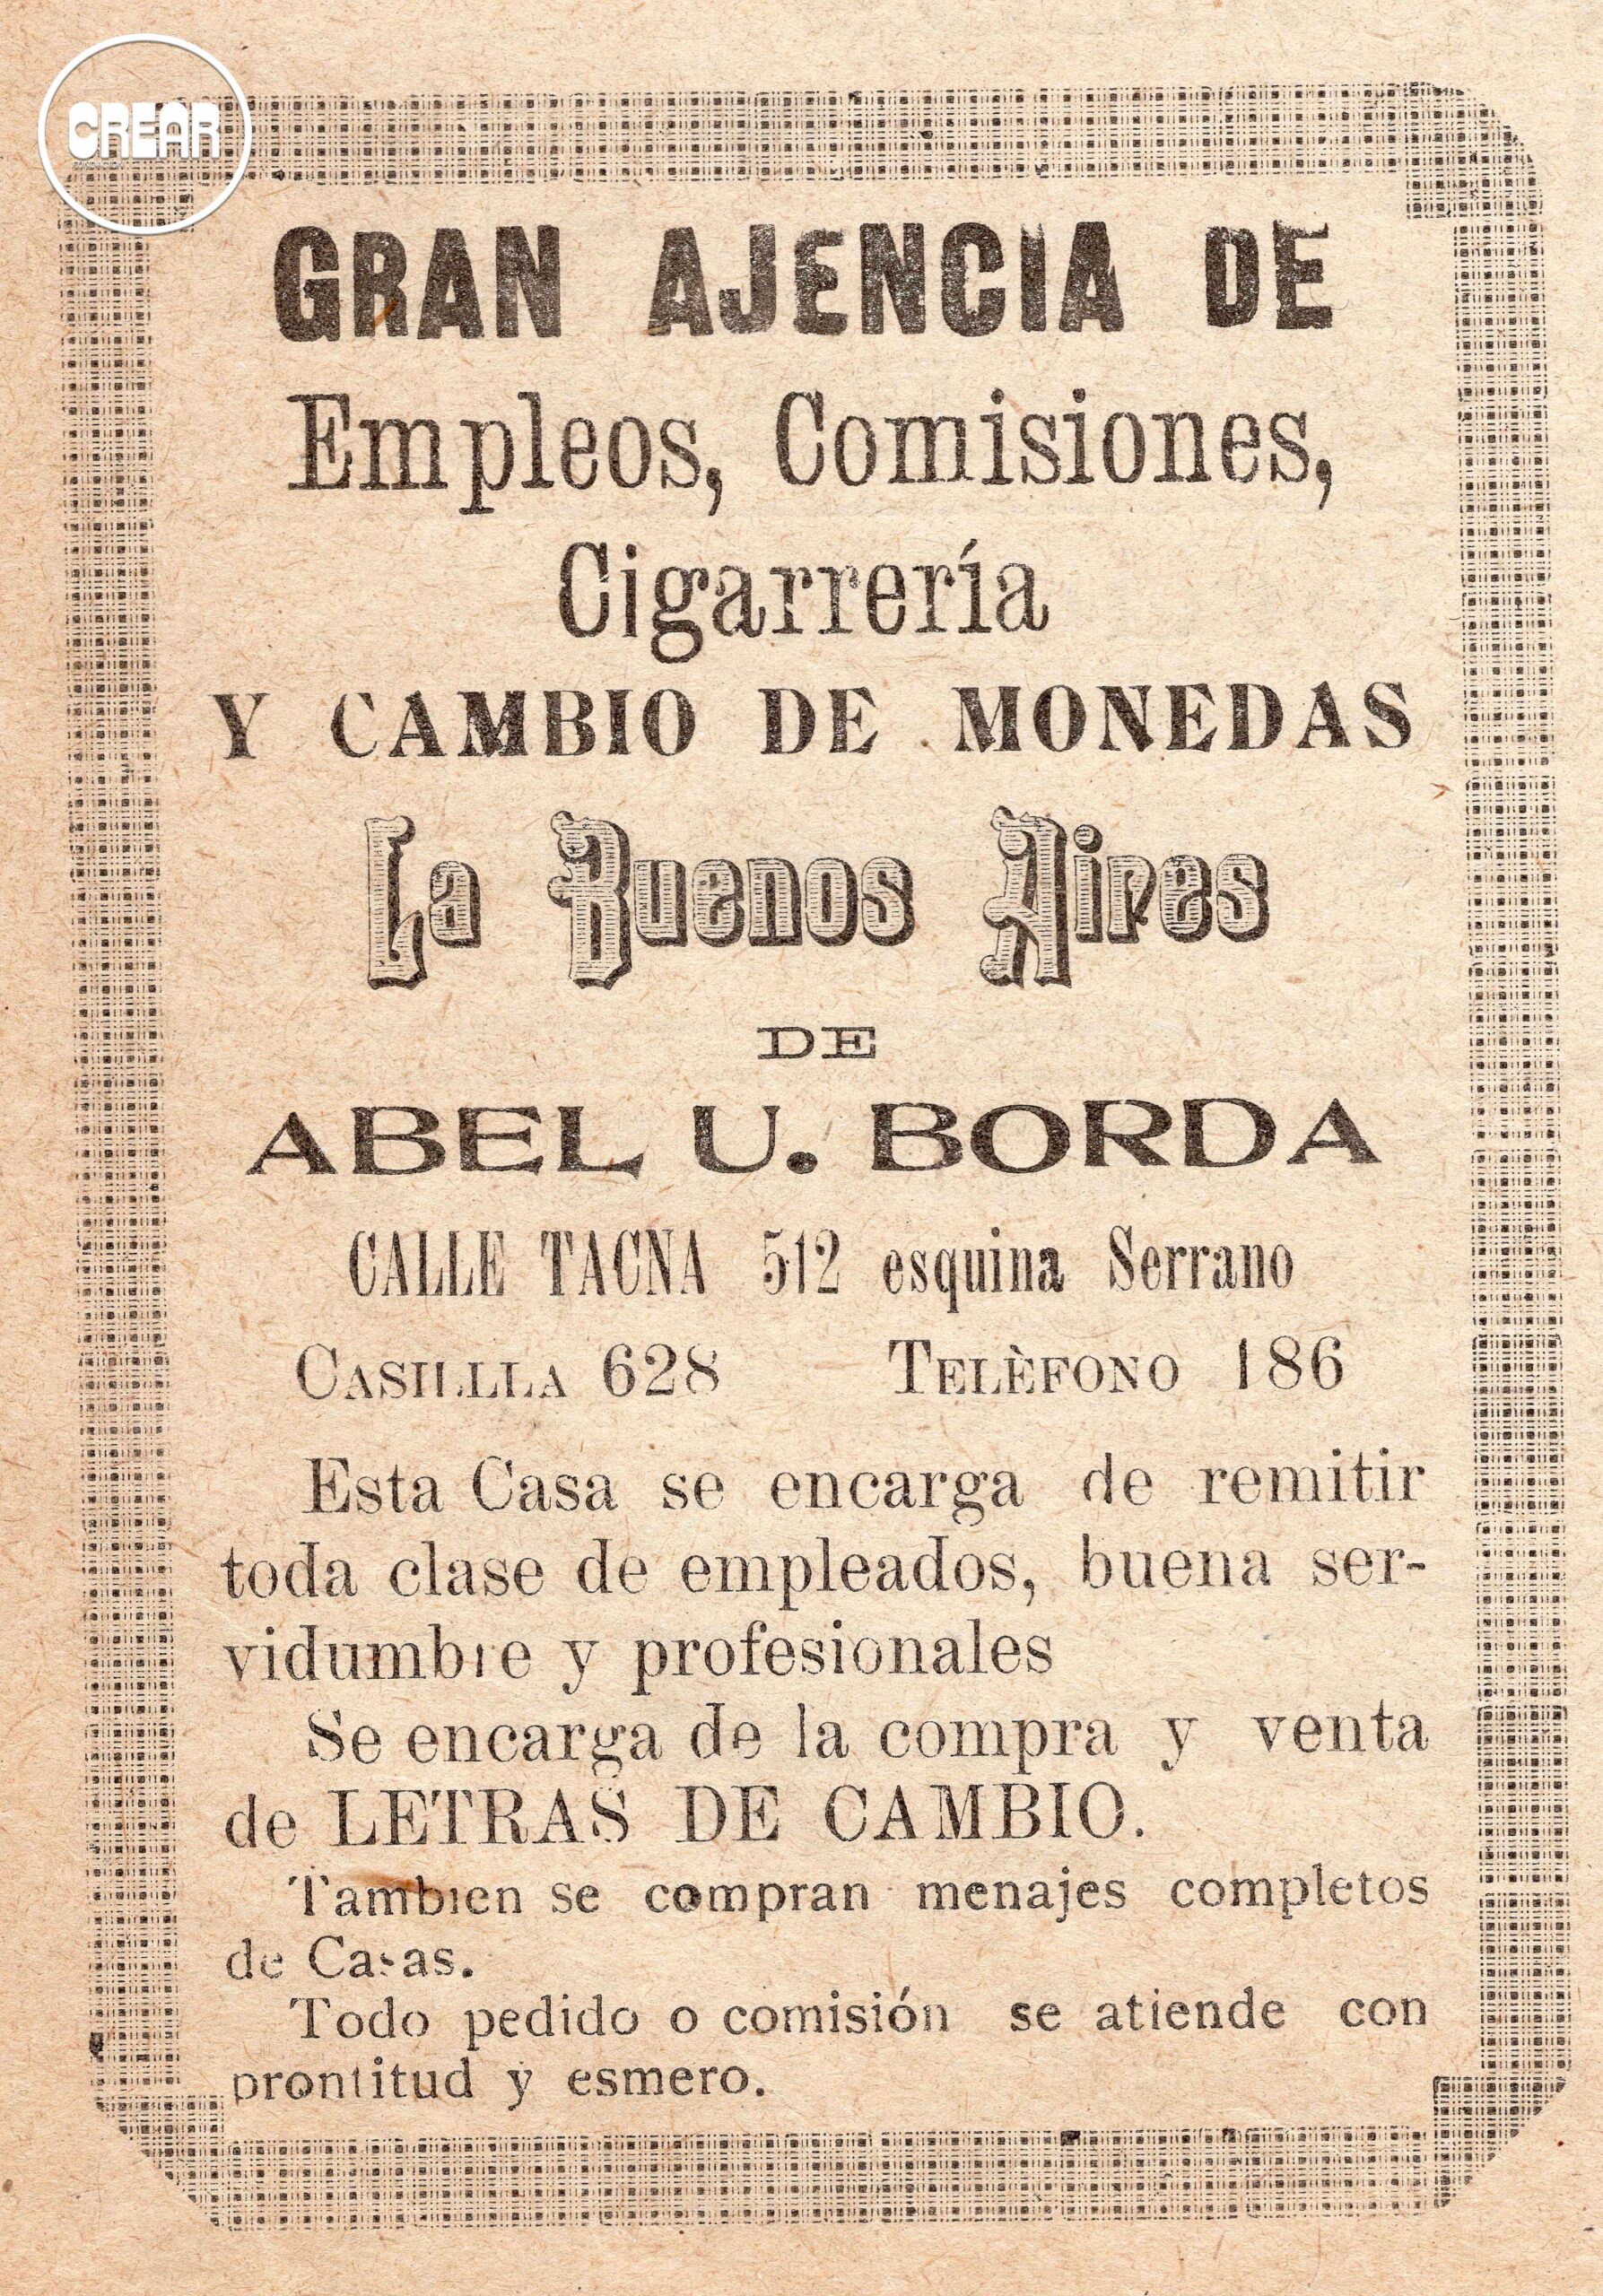 CREAR
GRAN AJENCIA DE
Empleos, Comisiones,
Cigarrería
Y CAMBIO DE MONEDAS
La Buenos Aires
DE
ABEL U. BORDA
CALLE TACNA 512 esquina Serrano
CASILLLA 628 TELÈFONO 186
Esta Casa se encarga de remitir
toda clase de empleados, buena ser-
vidumbre y profesionales
Se encarga de la compra y venta
de LETRAS DE CAMBIO.
Tambien se compran menajes completos
de Casas.
Todo pedido o comisión se atiende con
prontitud y esmero.